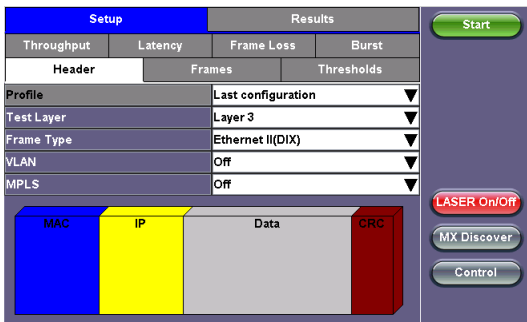 Setup Results
Throughput Latency Frame Loss Burst
Header Frames Thresholds
Profile Last configuration
Test Layer Layer 3
Frame Type Ethernet II(DIX)
VLAN Off
MPLS Off
MAC IP Data CRC
Start
LASER On/Off
MX Discover
Control